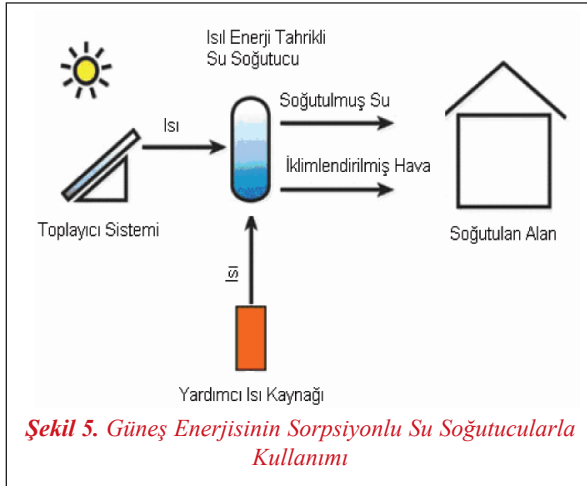 Isıl Enerji Tahrikli
Su Soğutucu
Isı
Soğutulmuş Su
İklimlendirilmiş Hava
Toplayıcı Sistemi
Soğutulan Alan
Isı
Yardımcı Isı Kaynağı
Şekil 5. Güneş Enerjisinin Sorpsiyonlu Su Soğutucularla
Kullanımı